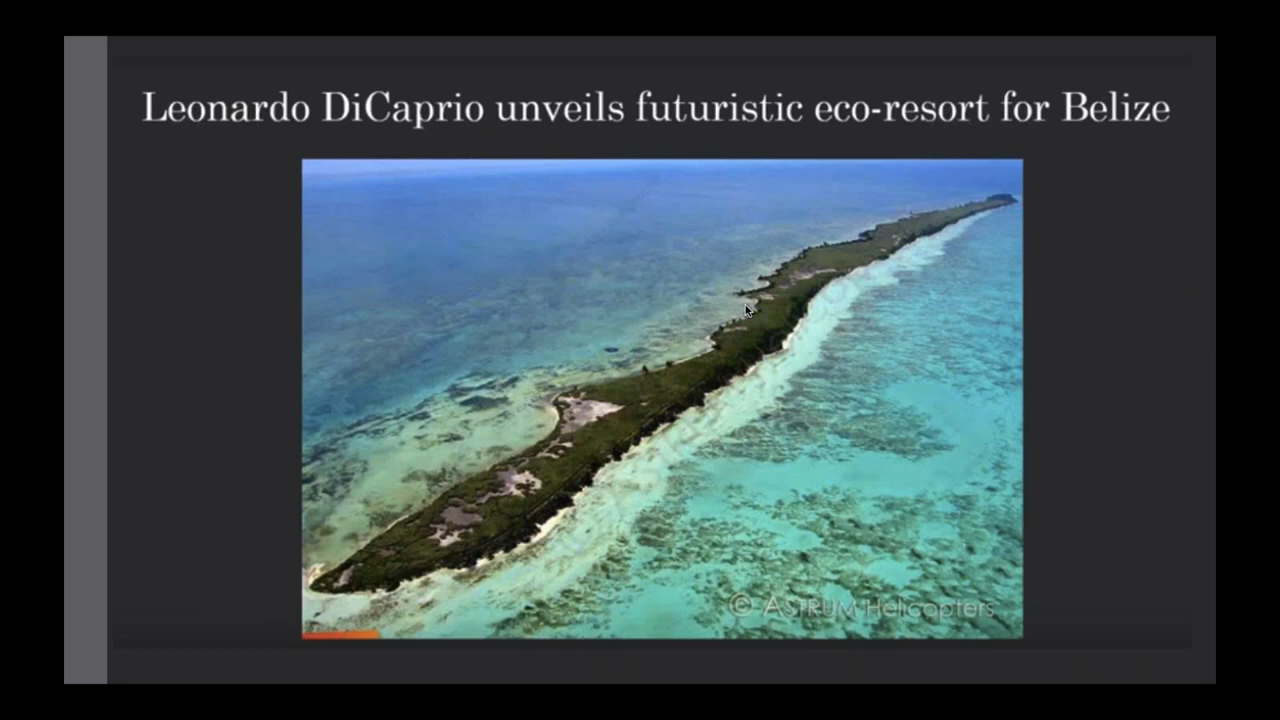 Leonardo DiCaprio unveils futuristic eco-resort for Belize
© ASTRUM Helicopters